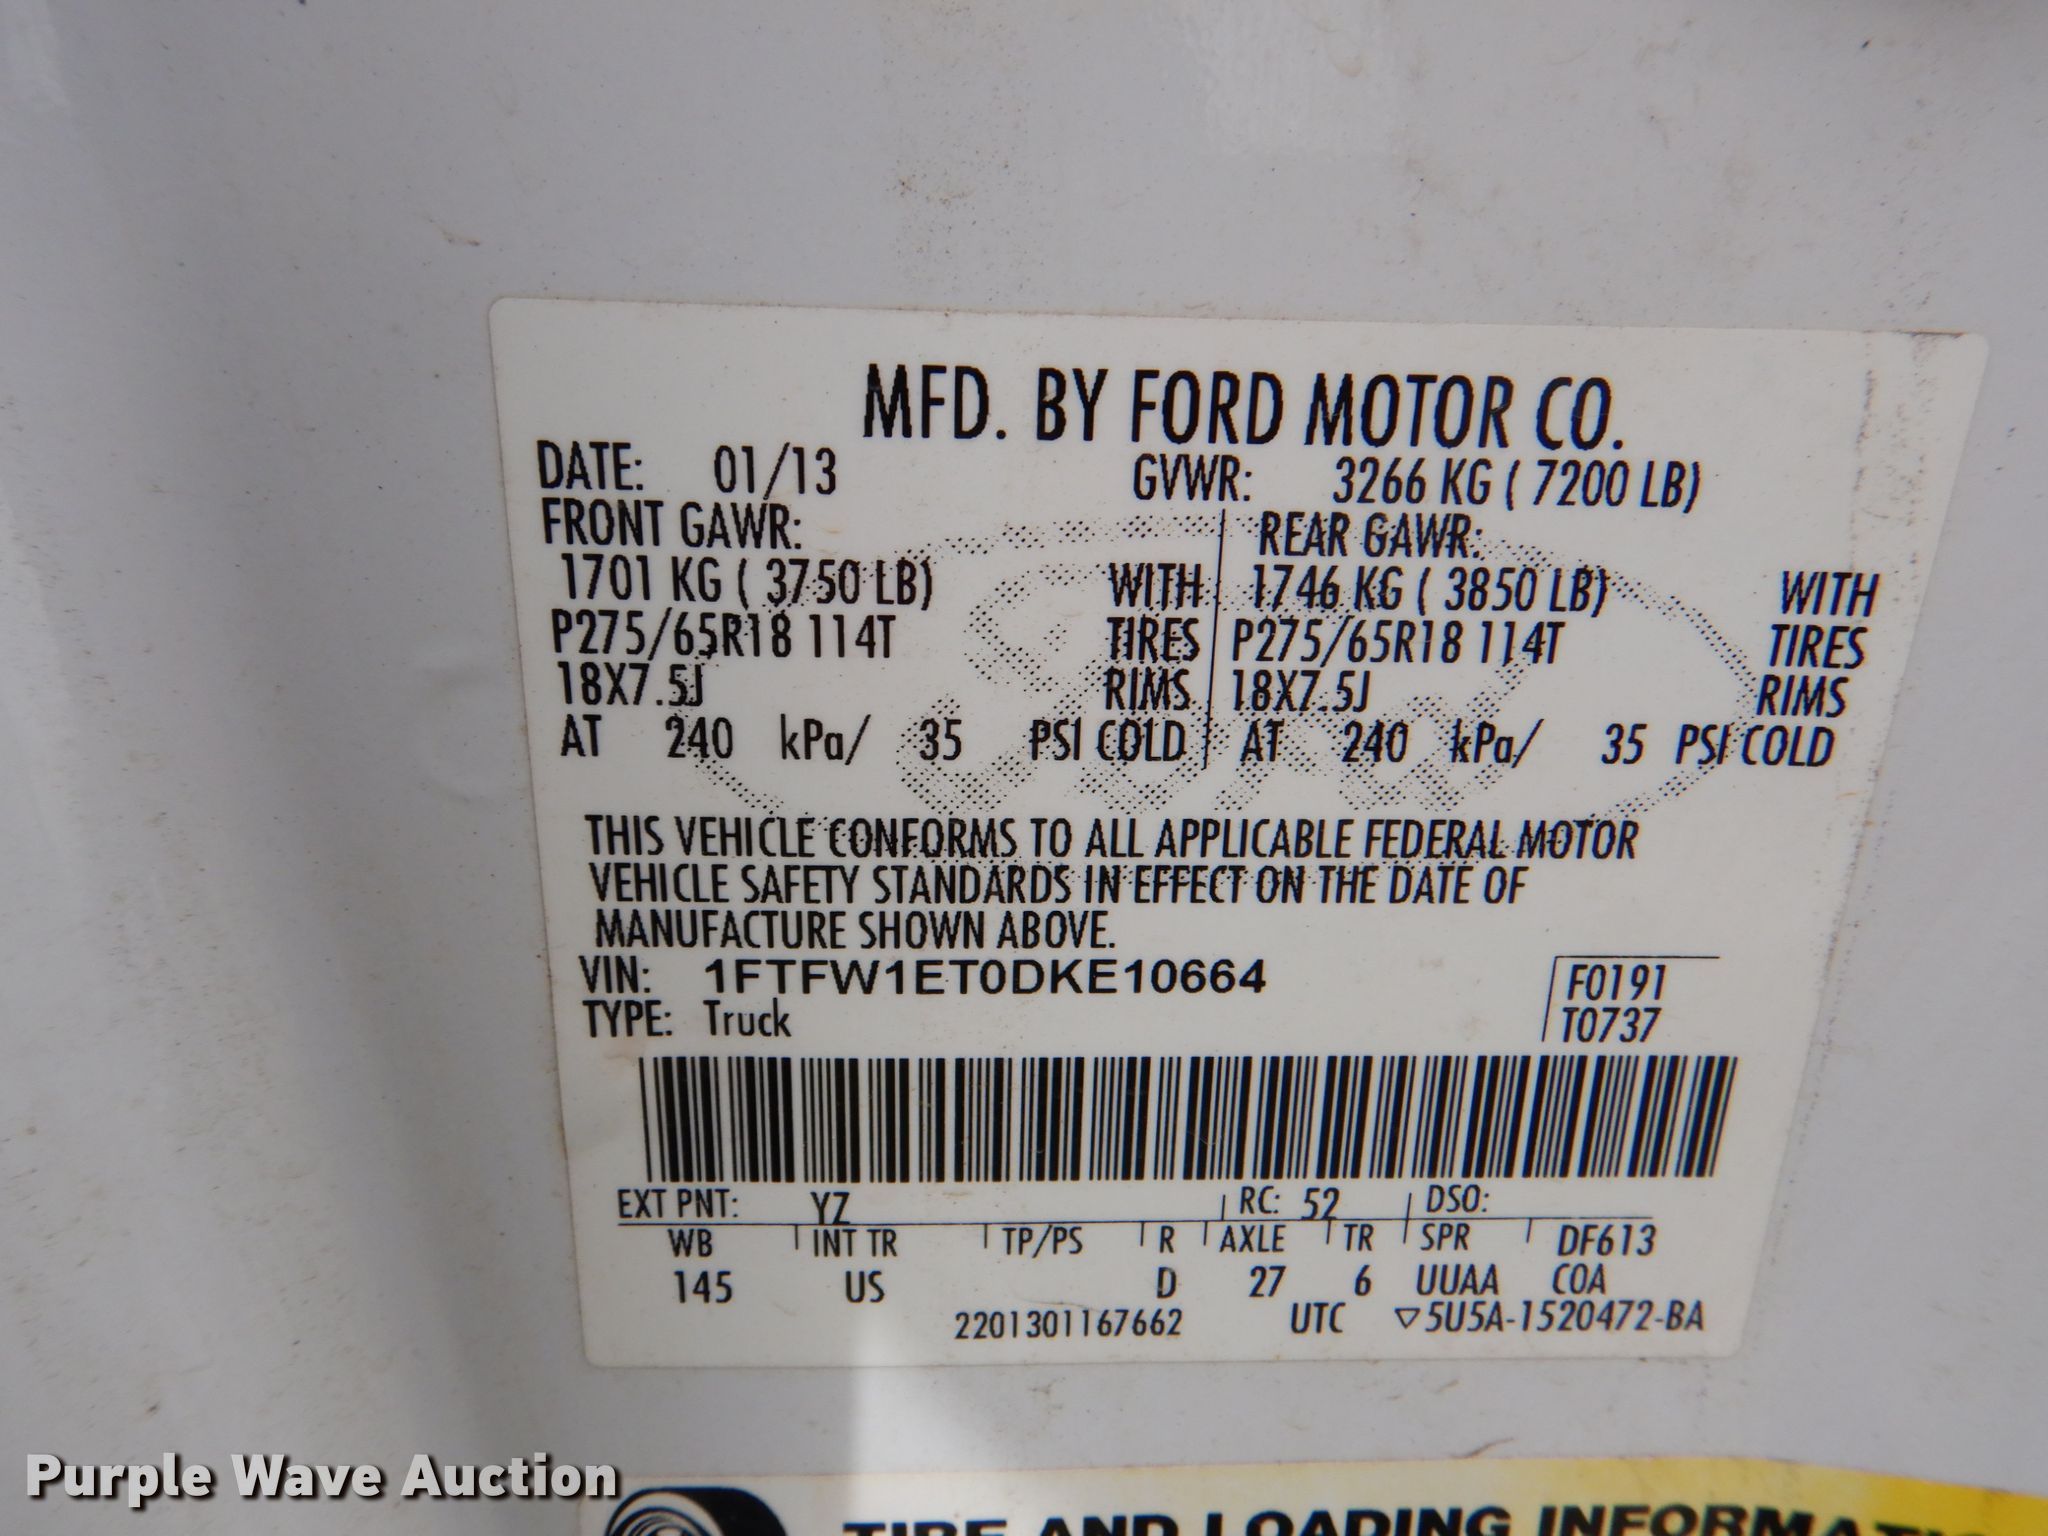 MFD. BY FORD MOTOR CO.
DATE: 01/13 GVWR: 3266 KG ( 7200 LB)
FRONT GAWR: REAR GAWR:
1701 KG ( 3750 LB) WITH 1746 KG ( 3850 LB) WITH
P275/65R18 114T TIRES P275/65R18 114T TIRES
18X7.5J RIMS 18X7.5J RIMS
AT 240 kPa/ 35 PSI COLD AT 240 kPa/ 35 PSI COLD
THIS VEHICLE CONFORMS TO ALL APPLICABLE FEDERAL MOTOR
VEHICLE SAFETY STANDARDS IN EFFECT ON THE DATE OF
MANUFACTURE SHOWN ABOVE.
VIN: 1FTFW1ET0DKE10664 F0191
TYPE: Truck T0737
EXT PNT: YZ RC: 52 DSO:
WB INT TR TP/PS R AXLE TR SPR DF613
145 US D 27 6 UUAA COA
2201301167662 UTC ▽5U5A-1520472-BA
Purple Wave Auction
TIRE AND LOADING